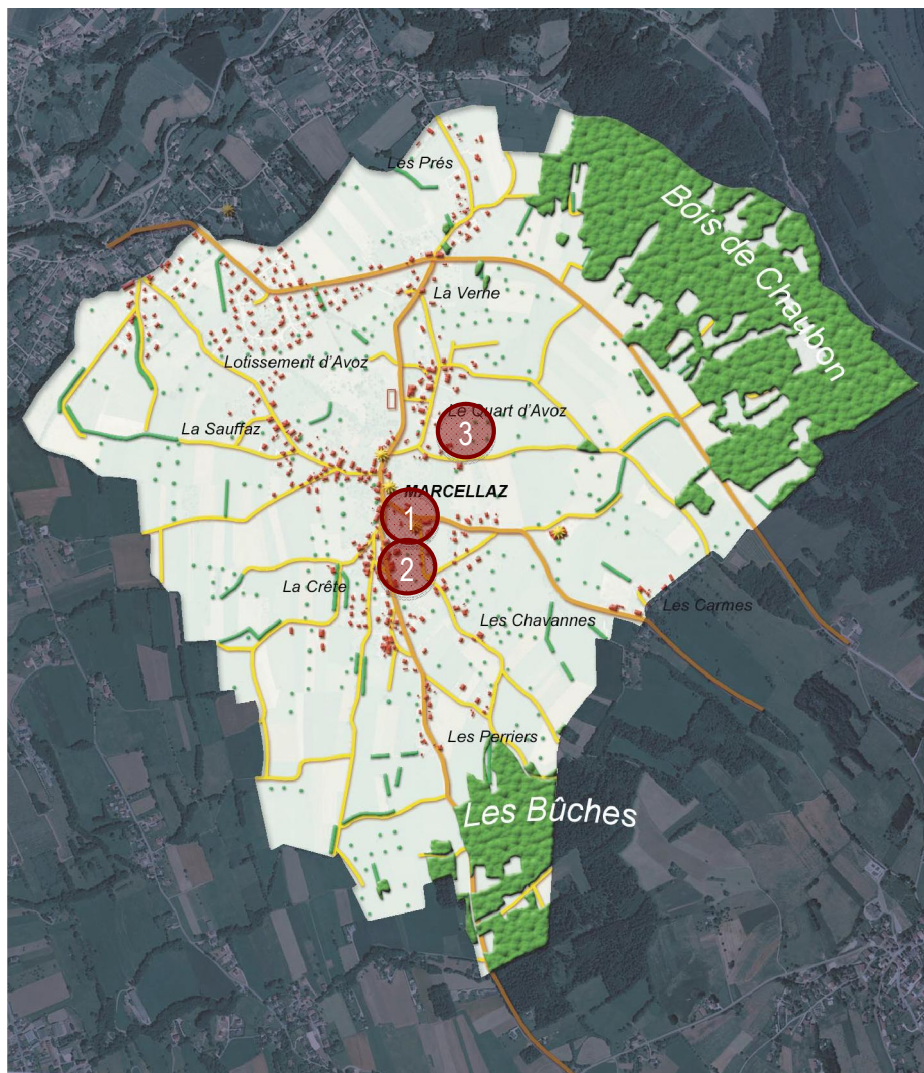 Les Prés
Bois de Chaubon
La Verne
Lotissement d'Avoz
Le Quart d'Avoz
La Sauffaz
3
MARCELLAZ
1
2
La Crête
Les Carmes
Les Chavannes
Les Perriers
Les Bûches